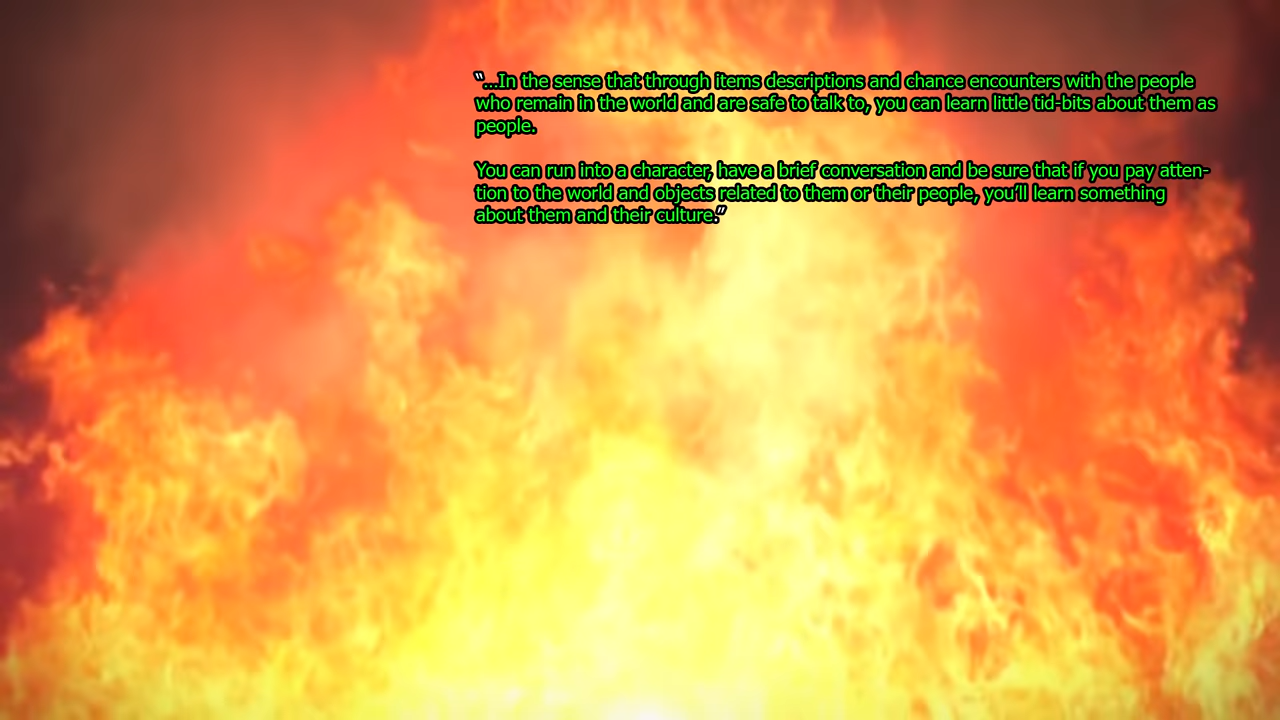 “...In the sense that through items descriptions and chance encounters with the people
who remain in the world and are safe to talk to, you can learn little tid-bits about them as
people.
You can run into a character, have a brief conversation and be sure that if you pay atten-
tion to the world and objects related to them or their people, you’ll learn something
about them and their culture.”